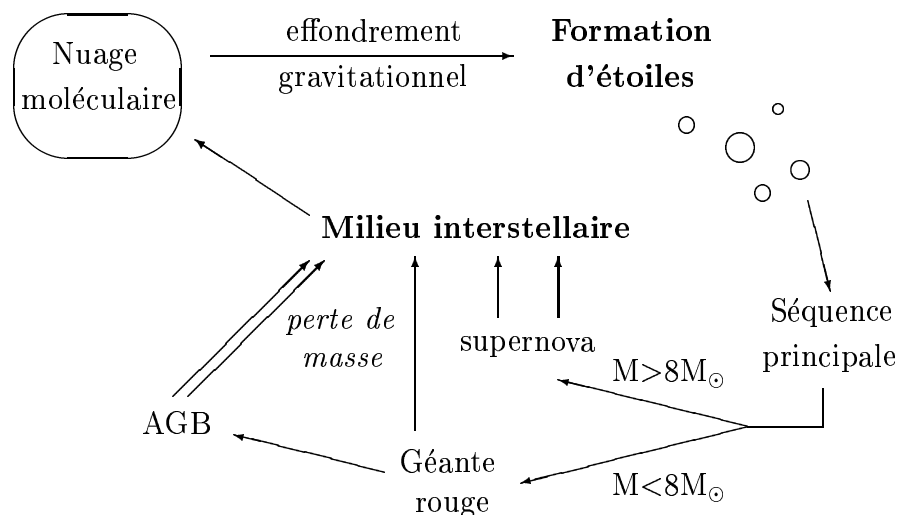 Nuage
moléculaire
effondrement
gravitationnel
Formation
d'étoiles
Milieu interstellaire
perte de
masse
supernova
Séquence
principale
M>8M☉
AGB
Géante
rouge
M<8M☉